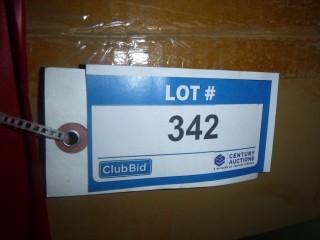 LOT #
342
ClubBid
CENTURY
AUCTIONS